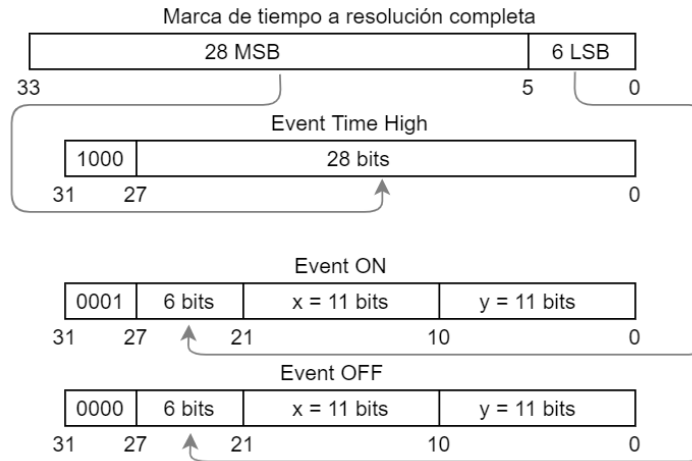 Marca de tiempo a resolución completa
28 MSB 6 LSB
33 5 0
Event Time High
1000 28 bits
31 27 0
Event ON
0001 6 bits x = 11 bits y = 11 bits
31 27 21 10 0
Event OFF
0000 6 bits x = 11 bits y = 11 bits
31 27 21 10 0